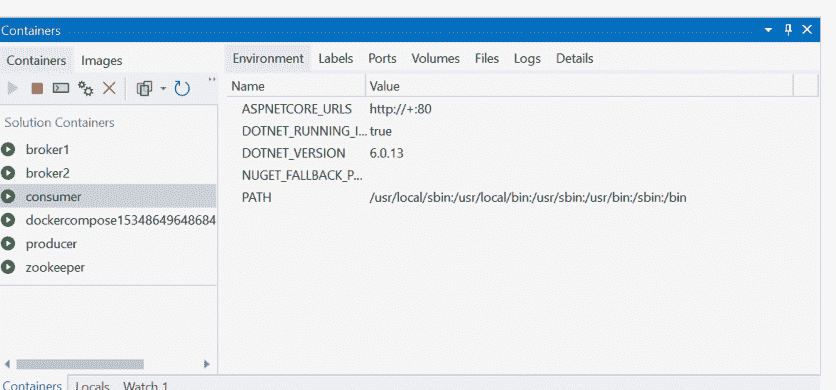 Containers
Containers Images
Environment Labels Ports Volumes Files Logs Details
Name Value
Solution Containers
ASPNETCORE_URLS http://+:80
DOTNET_RUNNING_I... true
DOTNET_VERSION 6.0.13
NUGET_FALLBACK_P...
PATH /usr/local/sbin:/usr/local/bin:/usr/sbin:/usr/bin:/sbin:/bin
broker1
broker2
consumer
dockercompose15348649648684
producer
zookeeper
Containers Locals Watch 1